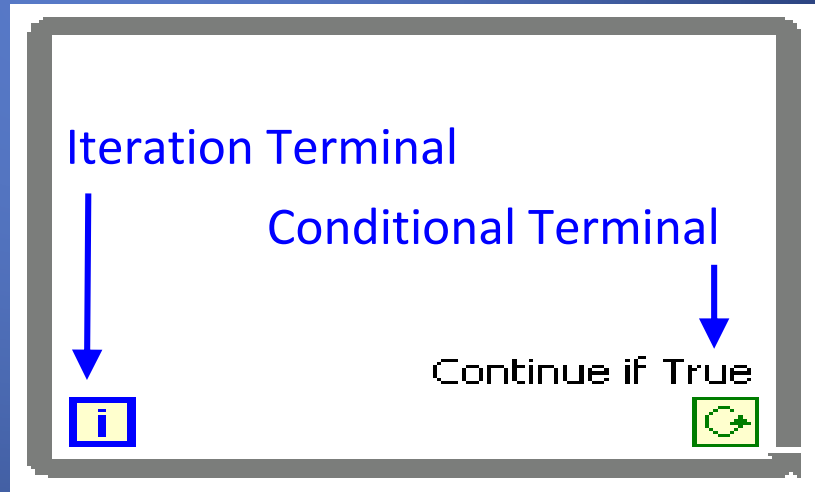 Iteration Terminal
Conditional Terminal
Continue if True
i